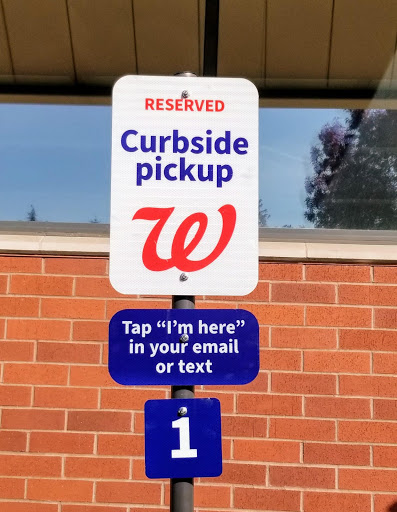 RESERVED
Curbside
pickup
W
Tap “I’m here”
in your email
or text
1